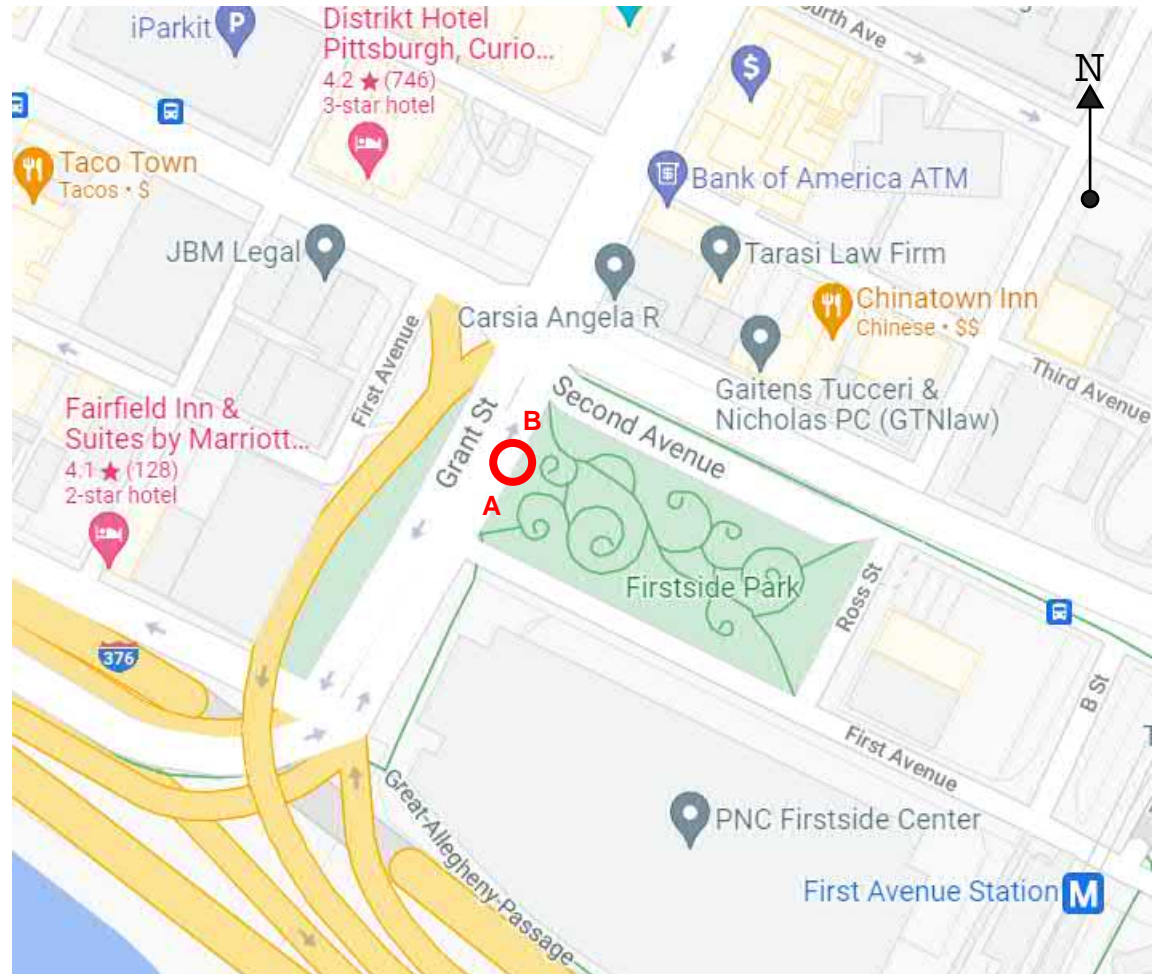 iParkit
P
Distrikt Hotel
Pittsburgh, Curio...
4.2 ★ (746)
3-star hotel
ourth Ave
$
N
Taco Town
Tacos • $
$
Bank of America ATM
JBM Legal
Tarasi Law Firm
Carsia Angela R
Chinatown Inn
Chinese • $$
First Avenue
Third Avenue
Gaitens Tucceri &
Nicholas PC (GTNlaw)
Second Avenue
Fairfield Inn &
Suites by Marriott...
4.1 ★ (128)
2-star hotel
Grant St
B
A
Firstside Park
Ross St
376
B St
First Avenue
Great-Allegheny-Passage
PNC Firstside Center
First Avenue Station
M